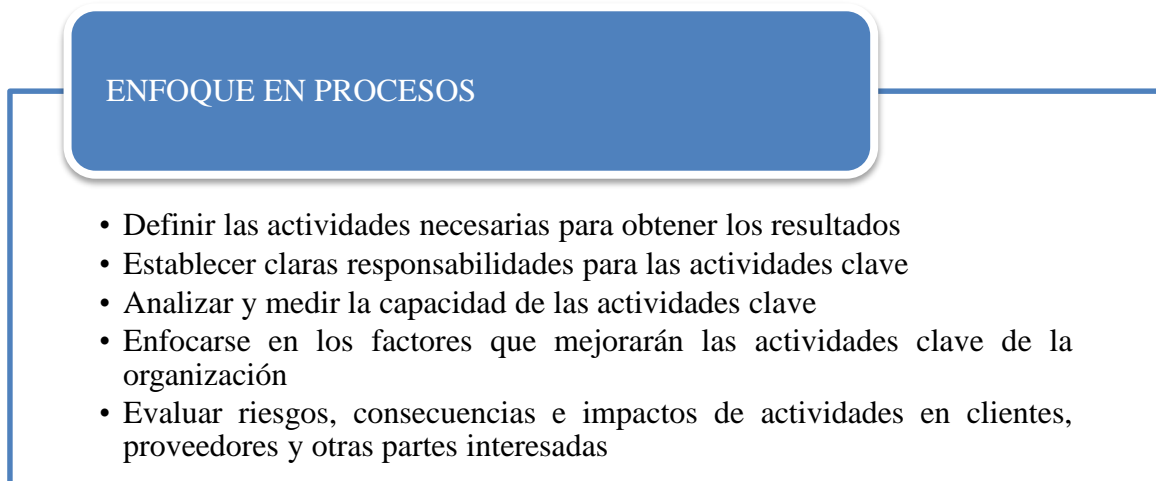 ENFOQUE EN PROCESOS
• Definir las actividades necesarias para obtener los resultados
• Establecer claras responsabilidades para las actividades clave
• Analizar y medir la capacidad de las actividades clave
• Enfocarse en los factores que mejorarán las actividades clave de la
organización
• Evaluar riesgos, consecuencias e impactos de actividades en clientes,
proveedores y otras partes interesadas